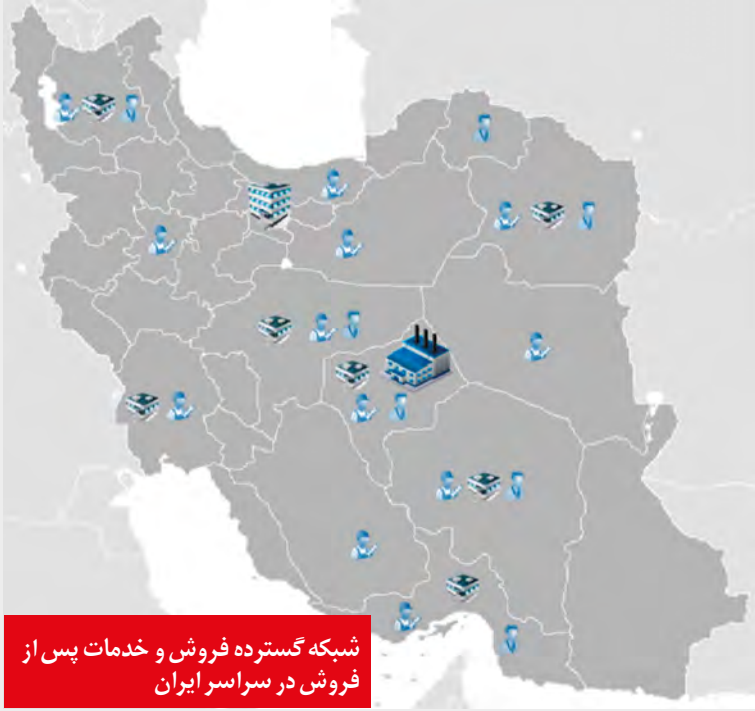 شبکه گسترده فروش و خدمات پس از
فروش در سراسر ایران